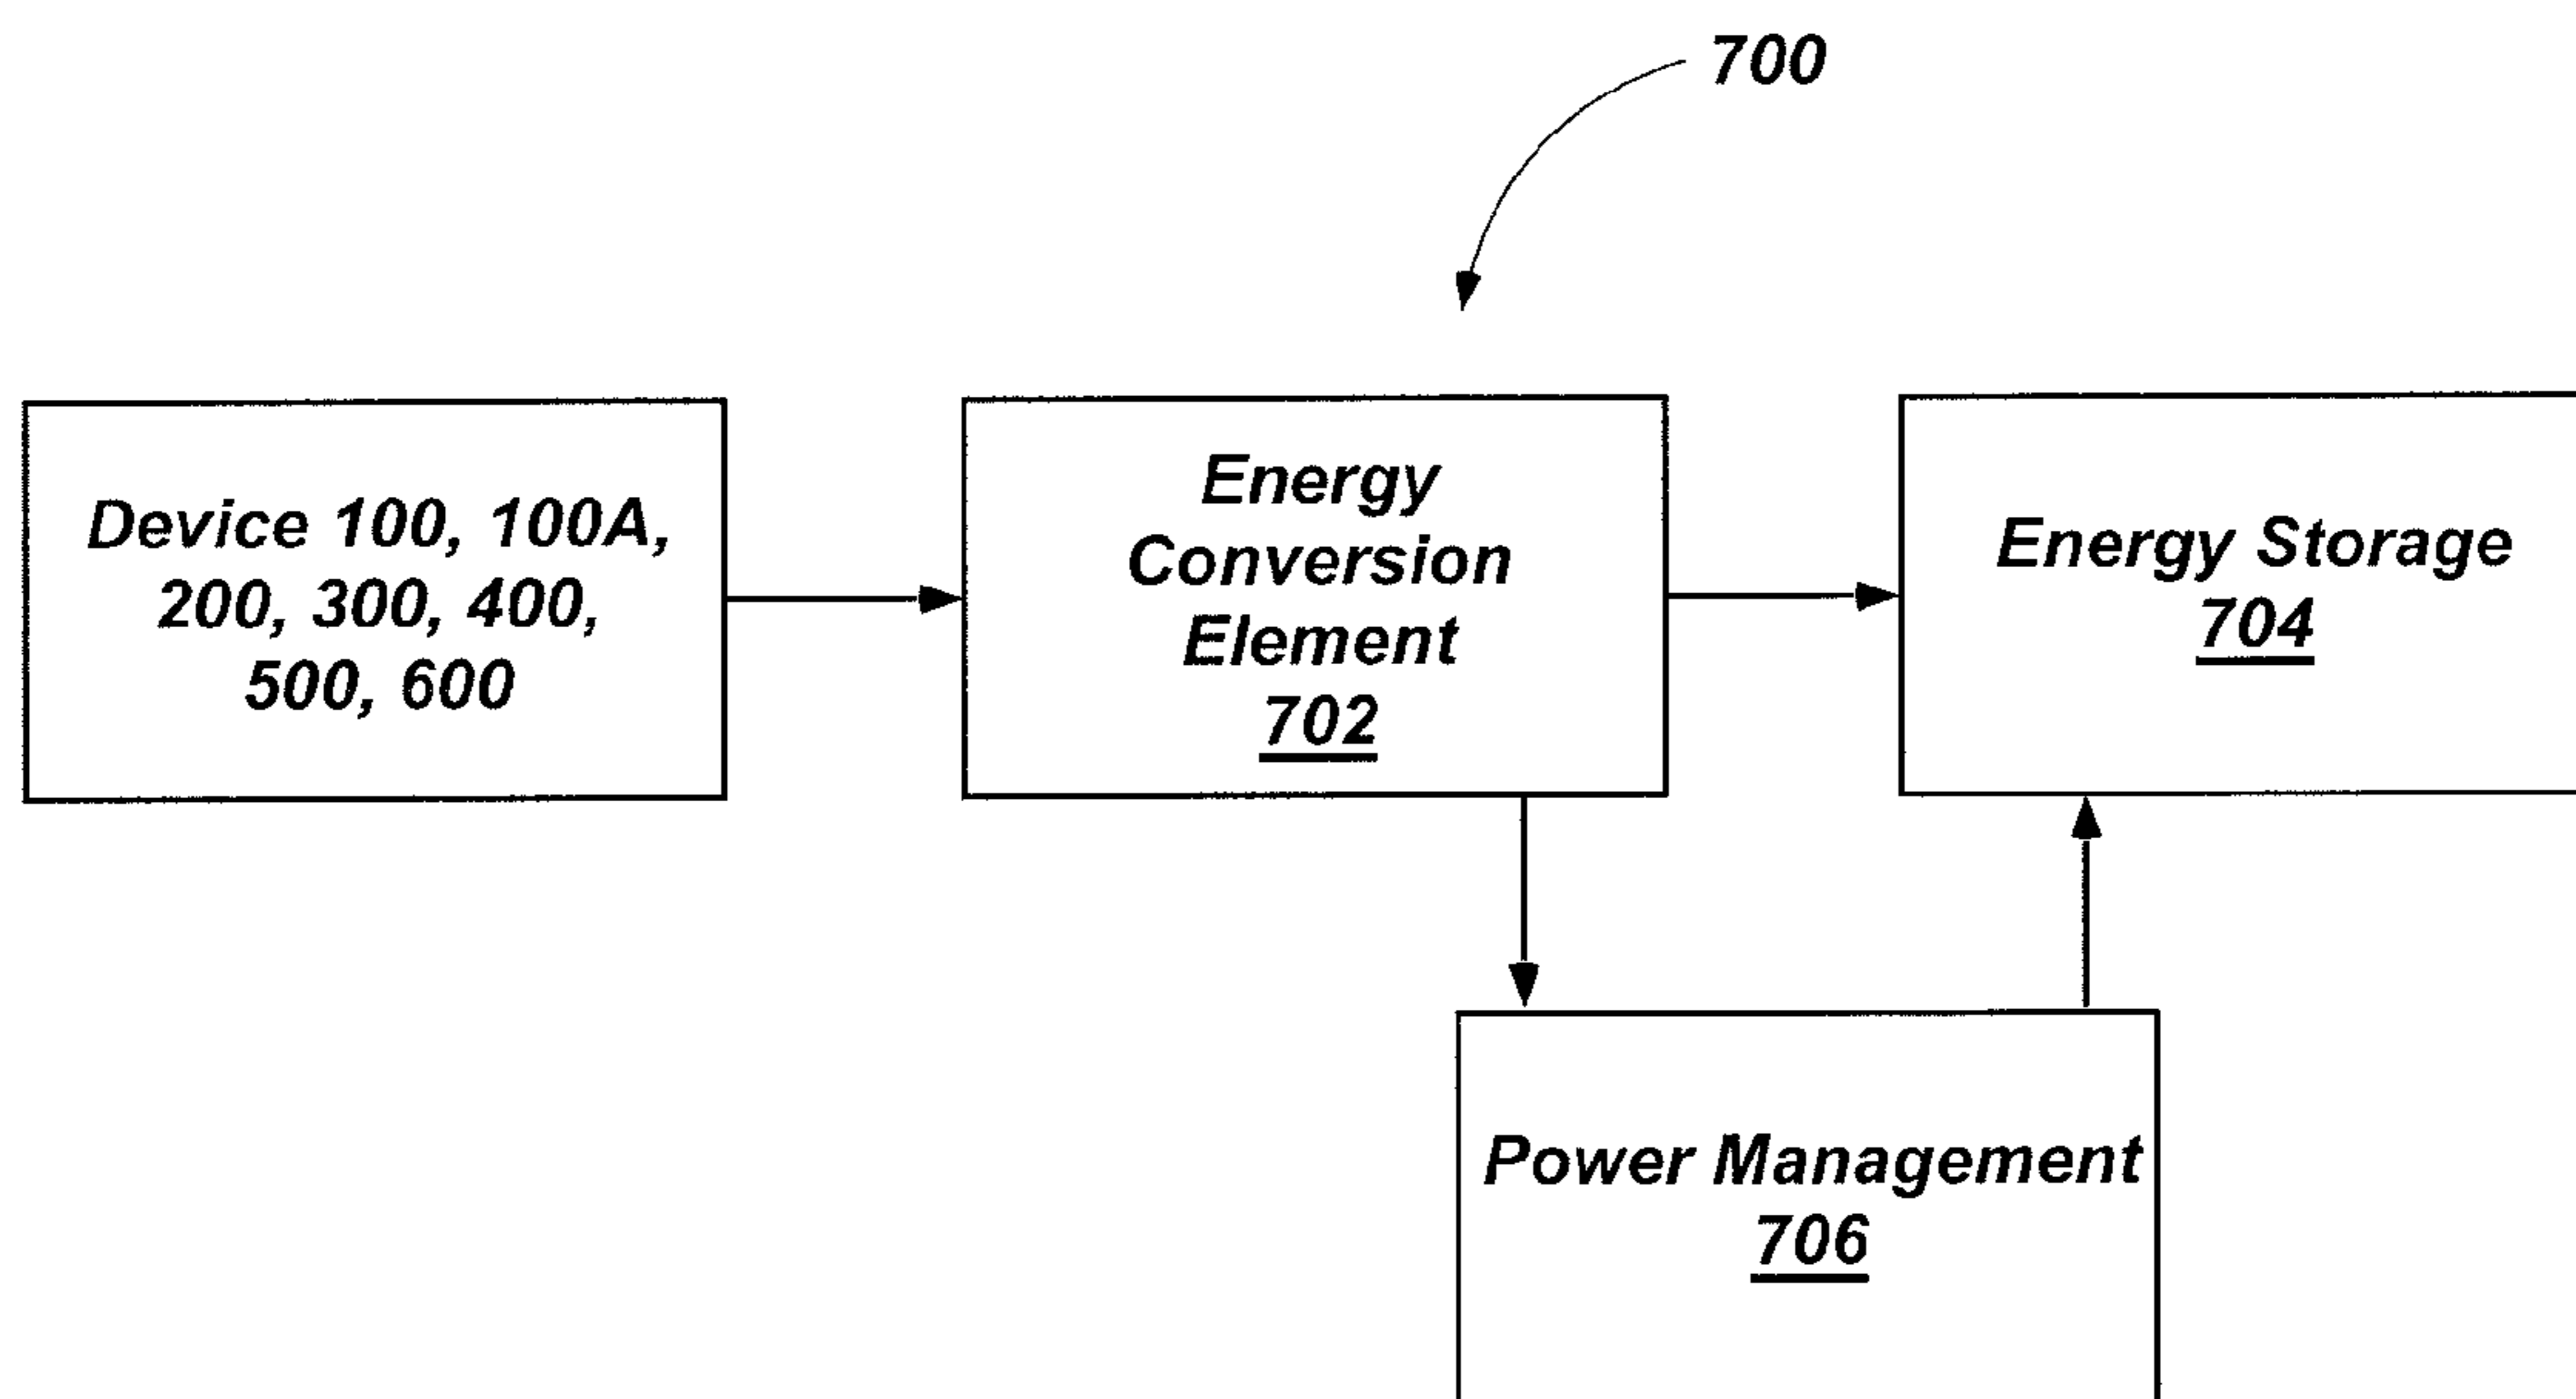 700
Device 100, 100A,
200, 300, 400,
500, 600
Energy
Conversion
Element
702
Energy Storage
704
Power Management
706